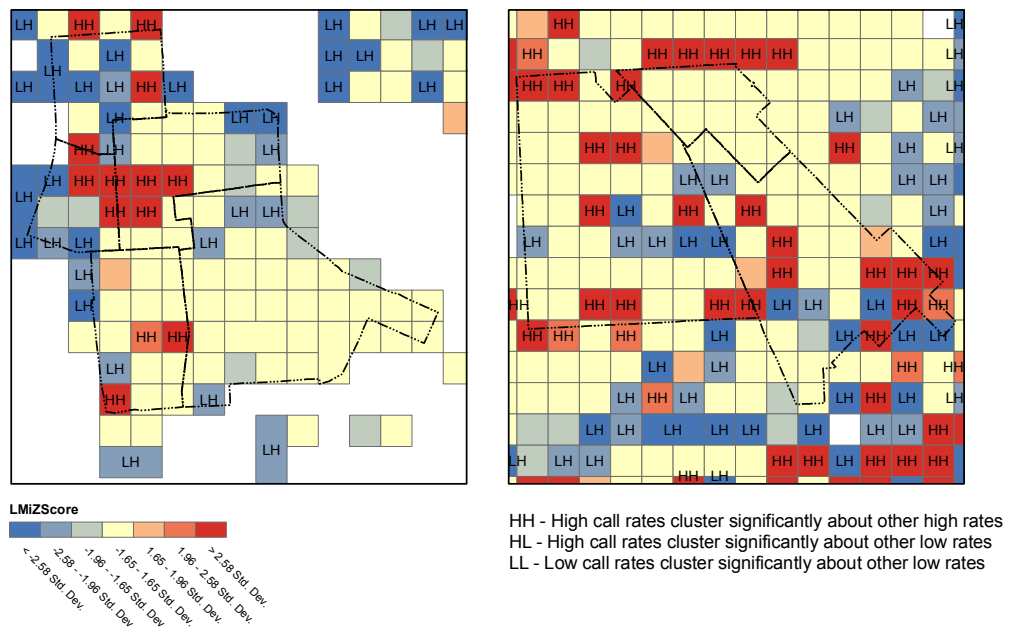 LH HH HH LH LH LH
LH LH LH
LH
LH LH LH LH HH LH LH LH
LH LH LH
HH LH LH
LH HH HH HH HH
LH
HH HH LH LH
LH LH LH LH
LH
LH
HH HH
LH
HH LH
LH
LH
HH LH
HH HH HH HH HH HH
HH HH HH LH
LH LH
HH HH HH LH
LH LH LH LH
HH LH HH HH LH
LH LH LH LH LH HH LH
HH HH HH HH
HH HH HH HH HH LH LH LH HH HH
HH HH HH LH LH HH LH LH
LH LH HH HH
LH HH LH LH HH LH LH
LH LH LH LH LH LH LH LH HH
LH LH LH HH HH LH HH HH HH
HH LH
LMiZScore
< -2.58 Std. Dev.
-2.58 - -1.96 Std. Dev.
-1.96 - -1.65 Std. Dev.
-1.65 - 1.65 Std. Dev.
1.65 - 1.96 Std. Dev.
1.96 - 2.58 Std. Dev.
> 2.58 Std. Dev.
HH - High call rates cluster significantly about other high rates
HL - High call rates cluster significantly about other low rates
LL - Low call rates cluster significantly about other low rates